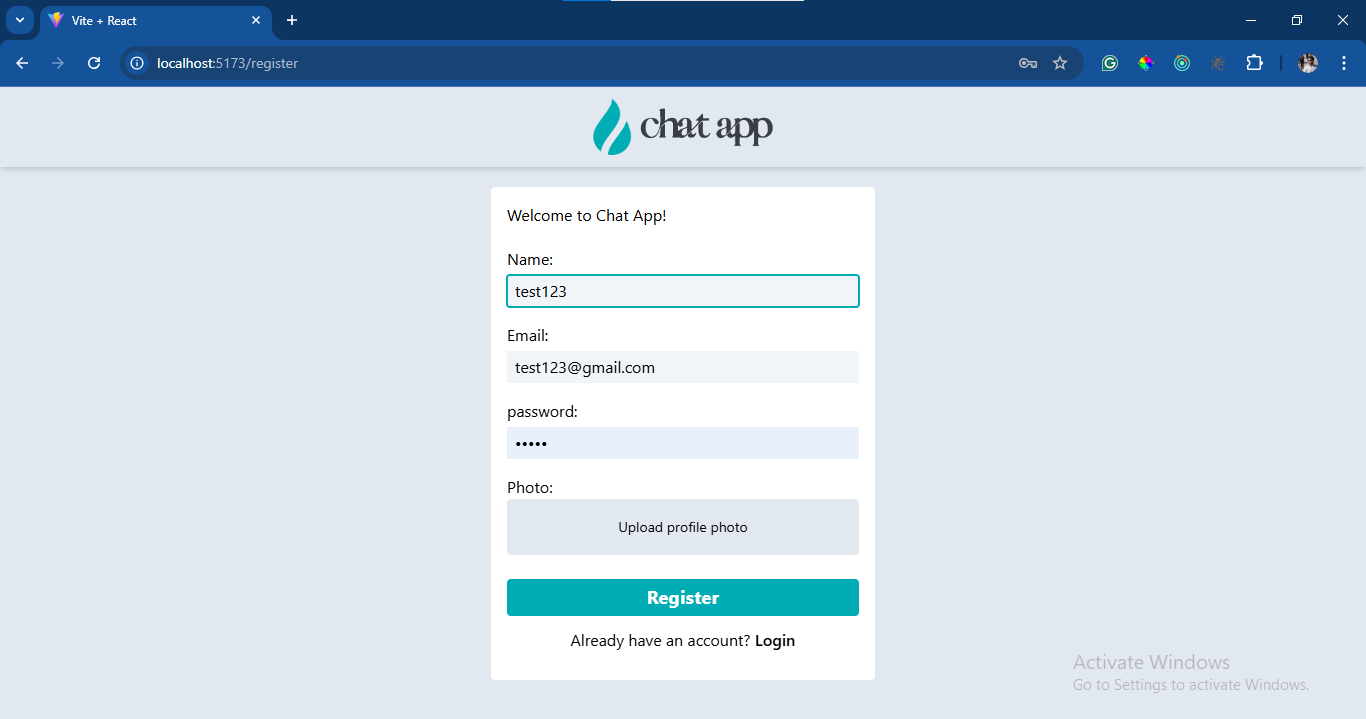 Vite + React
localhost:5173/register
chat app
Welcome to Chat App!
Name:
test123
Email:
test123@gmail.com
password:
•••••
Photo:
Upload profile photo
Register
Already have an account? Login
Activate Windows
Go to Settings to activate Windows.